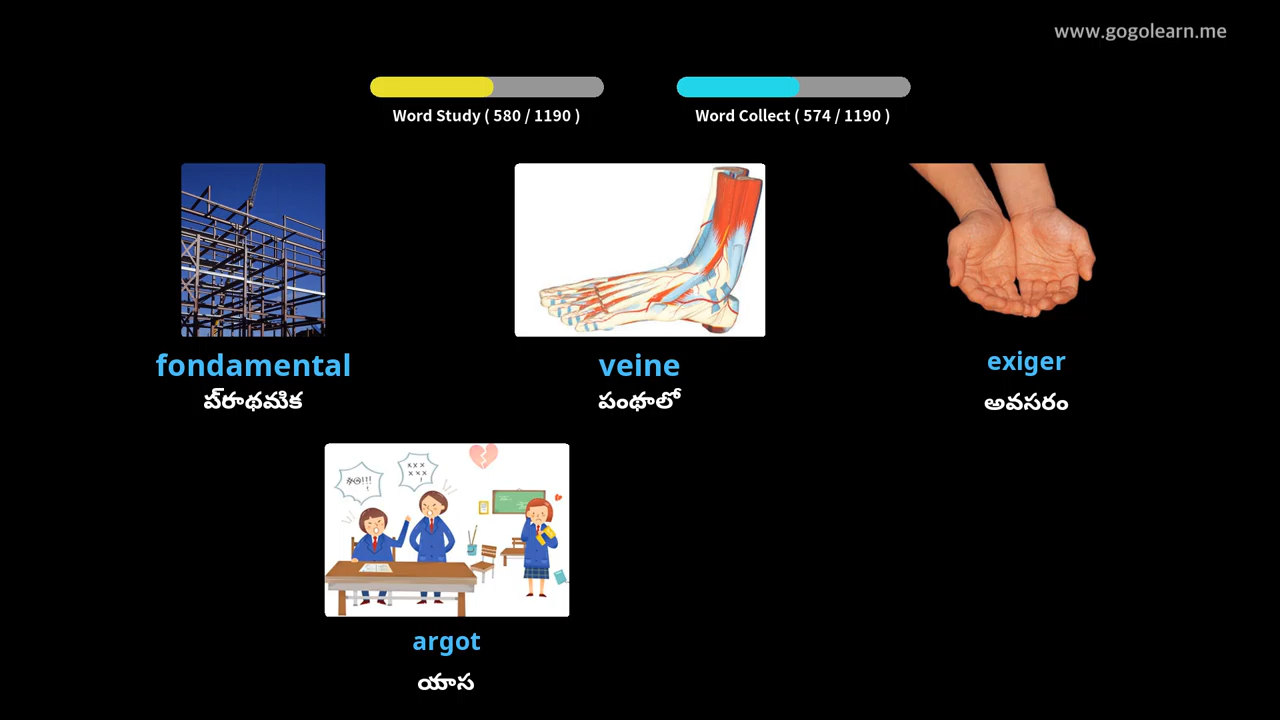 www.gogolearn.me
Word Study ( 580 / 1190 )
Word Collect ( 574 / 1190 )
fondamental
ప్రాథమిక
veine
పంథాలో
exiger
అవసరం
argot
యాస